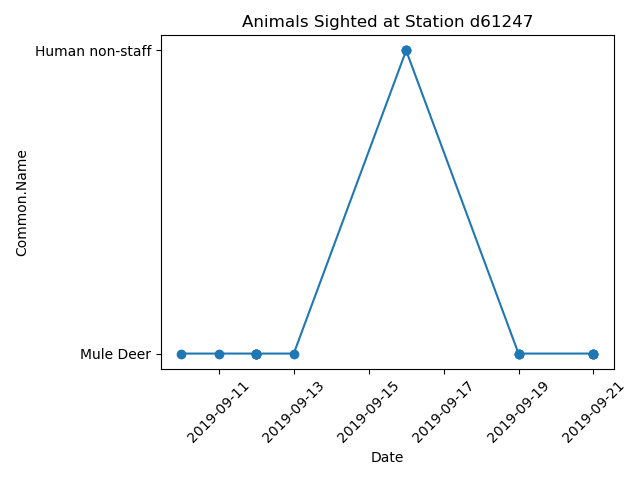 Animals Sighted at Station d61247
Human non-staff
Common.Name
Mule Deer
2019-09-11
2019-09-13
2019-09-15
2019-09-17
2019-09-19
2019-09-21
Date